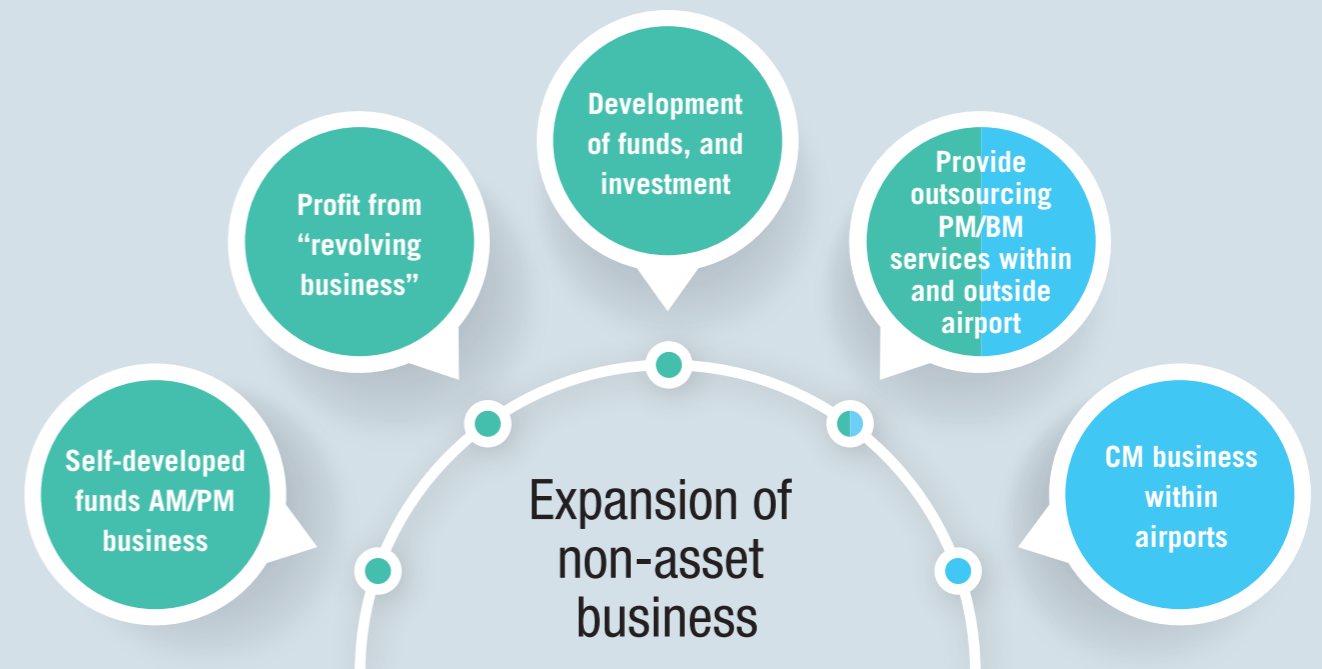 Development
of funds, and
investment
Profit from
“revolving
business”
Provide
outsourcing
PM/BM
services within
and outside
airport
Self-developed
funds AM/PM
business
CM business
within
airports
Expansion of
non-asset
business